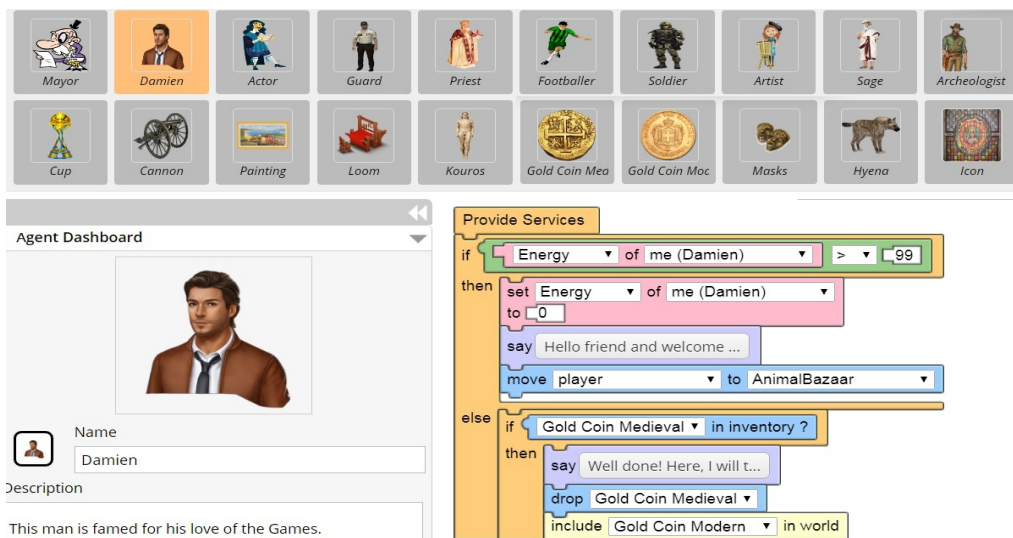 Mayor Damien Actor Guard Priest Footballer Soldier Artist Sage Archeologist
Cup Cannon Painting Loom Kouros Gold Coin Med Gold Coin Moc Masks Hyena Icon
Agent Dashboard
Name
Damien
Description
This man is famed for his love of the Games.
Provide Services
if Energy of me (Damien) > 99
then set Energy of me (Damien)
to 0
say Hello friend and welcome ...
move player to AnimalBazaar
else if Gold Coin Medieval in inventory ?
then say Well done! Here, I will t...
drop Gold Coin Medieval
include Gold Coin Modern in world